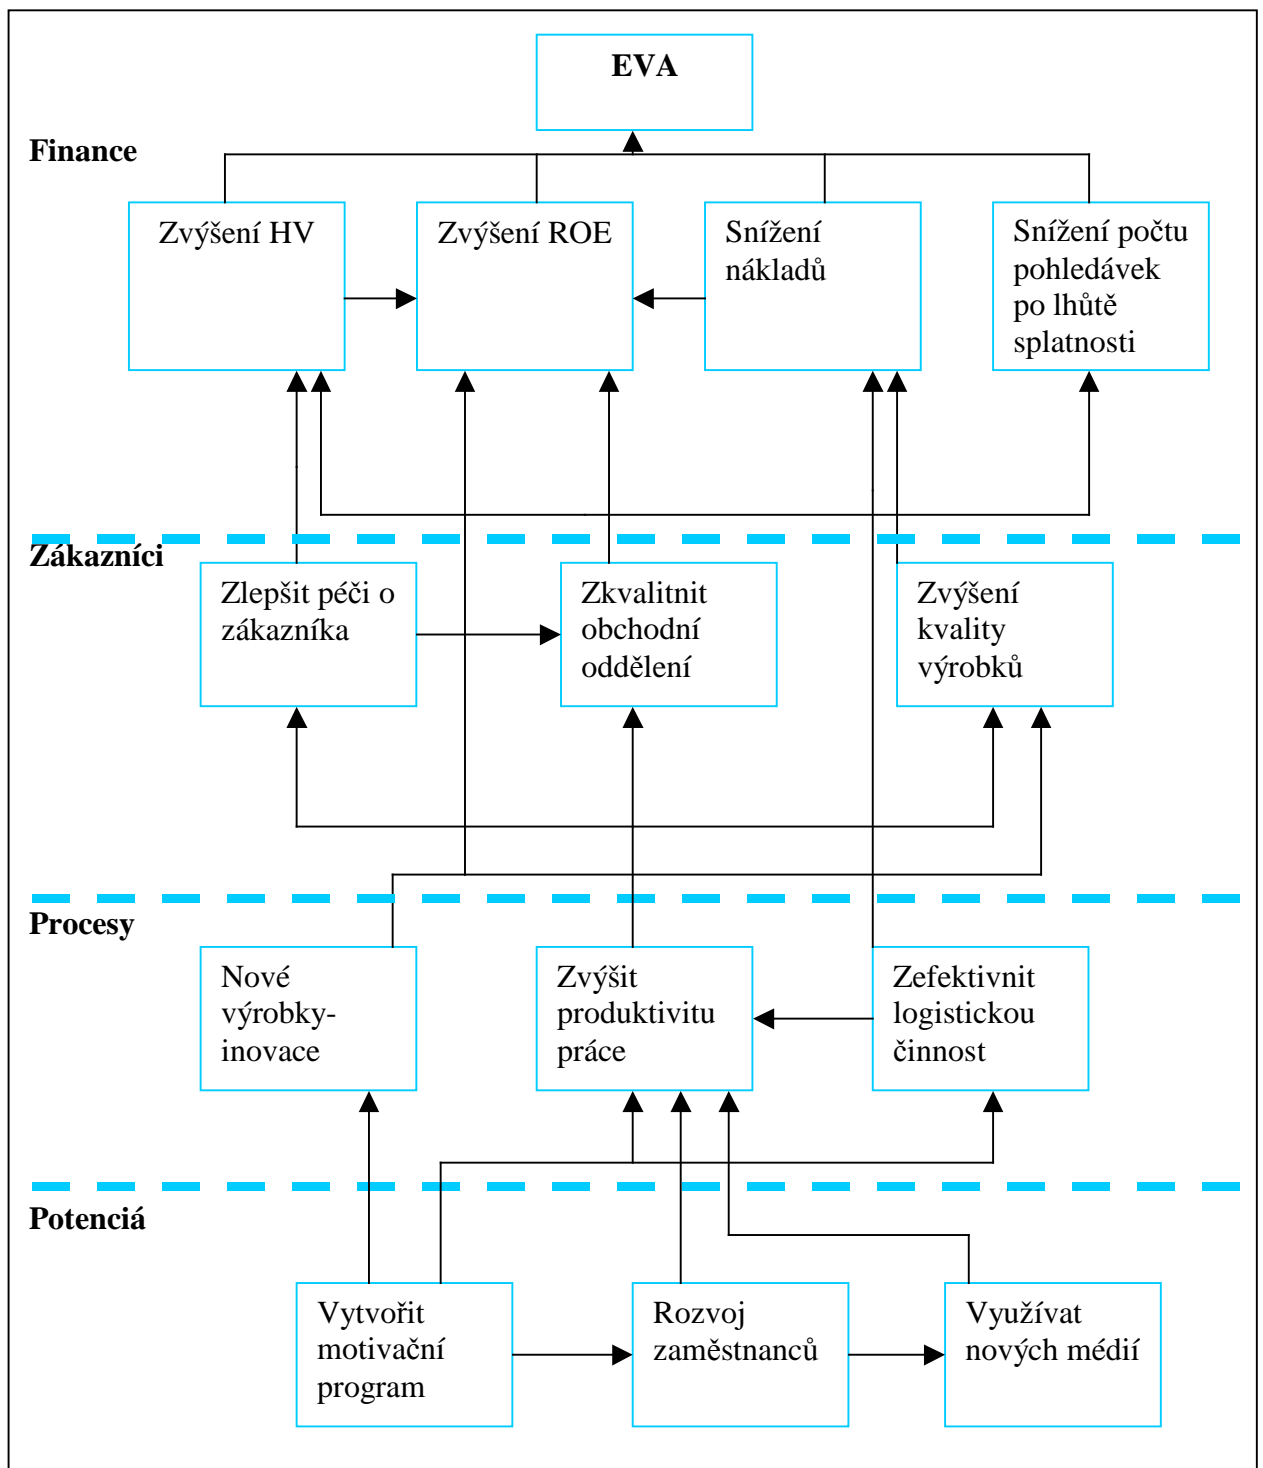 EVA
Finance
Zvýšení HV
Zvýšení ROE
Snížení
nákladů
Snížení počtu
pohledávek
po lhůtě
splatnosti
Zákazníci
Zlepšit péči o
zákazníka
Zkvalitnit
obchodní
oddělení
Zvýšení
kvality
výrobků
Procesy
Nové
výrobky-
inovace
Zvýšit
produktivitu
práce
Zefektivnit
logistickou
činnost
Potenciá
Vytvořit
motivační
program
Rozvoj
zaměstnanců
Využívat
nových médií